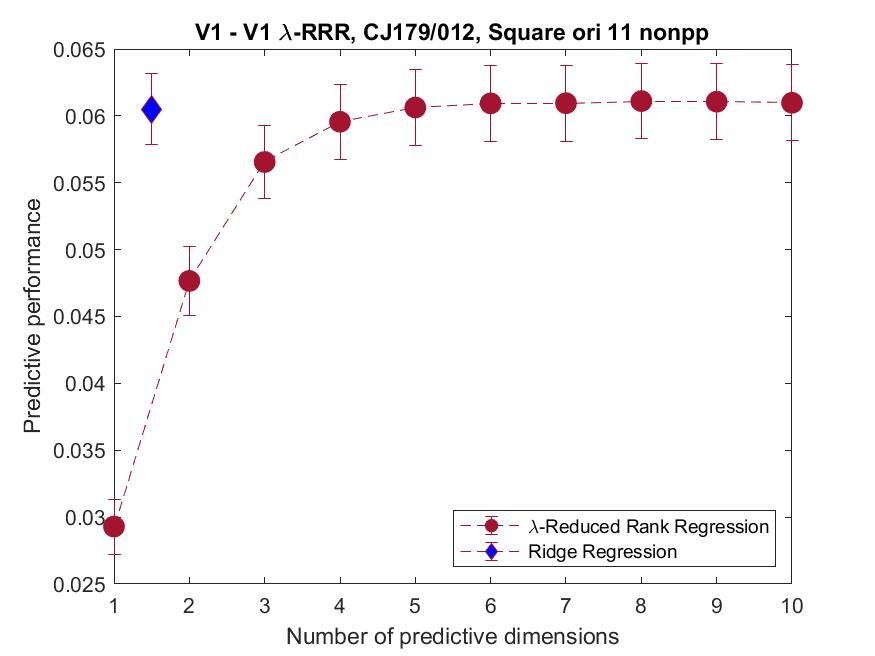 V1 - V1 λ-RRR, CJ179/012, Square ori 11 nonpp
0.065
0.06
0.055
0.05
0.045
0.04
0.035
0.03
0.025
Predictive performance
1 2 3 4 5 6 7 8 9 10
Number of predictive dimensions
λ-Reduced Rank Regression
Ridge Regression